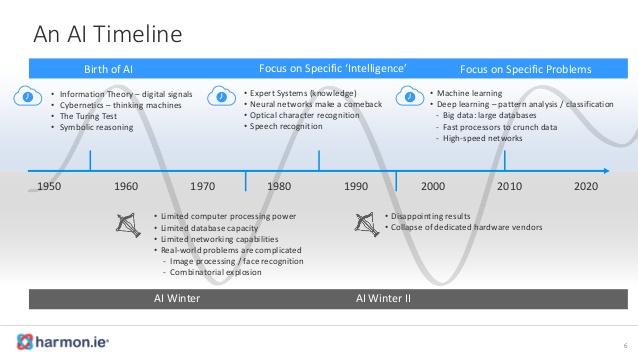 An AI Timeline
Birth of AI
Focus on Specific ‘Intelligence’
Focus on Specific Problems
• Information Theory – digital signals
• Cybernetics – thinking machines
• The Turing Test
• Symbolic reasoning
• Expert Systems (knowledge)
• Neural networks make a comeback
• Optical character recognition
• Speech recognition
• Machine learning
• Deep learning – pattern analysis / classification
- Big data: large databases
- Fast processors to crunch data
- High-speed networks
1950 1960 1970 1980 1990 2000 2010 2020
• Limited computer processing power
• Limited database capacity
• Limited networking capabilities
• Real-world problems are complicated
- Image processing / face recognition
- Combinatorial explosion
• Disappointing results
• Collapse of dedicated hardware vendors
AI Winter
AI Winter II
harmon.ie®
6